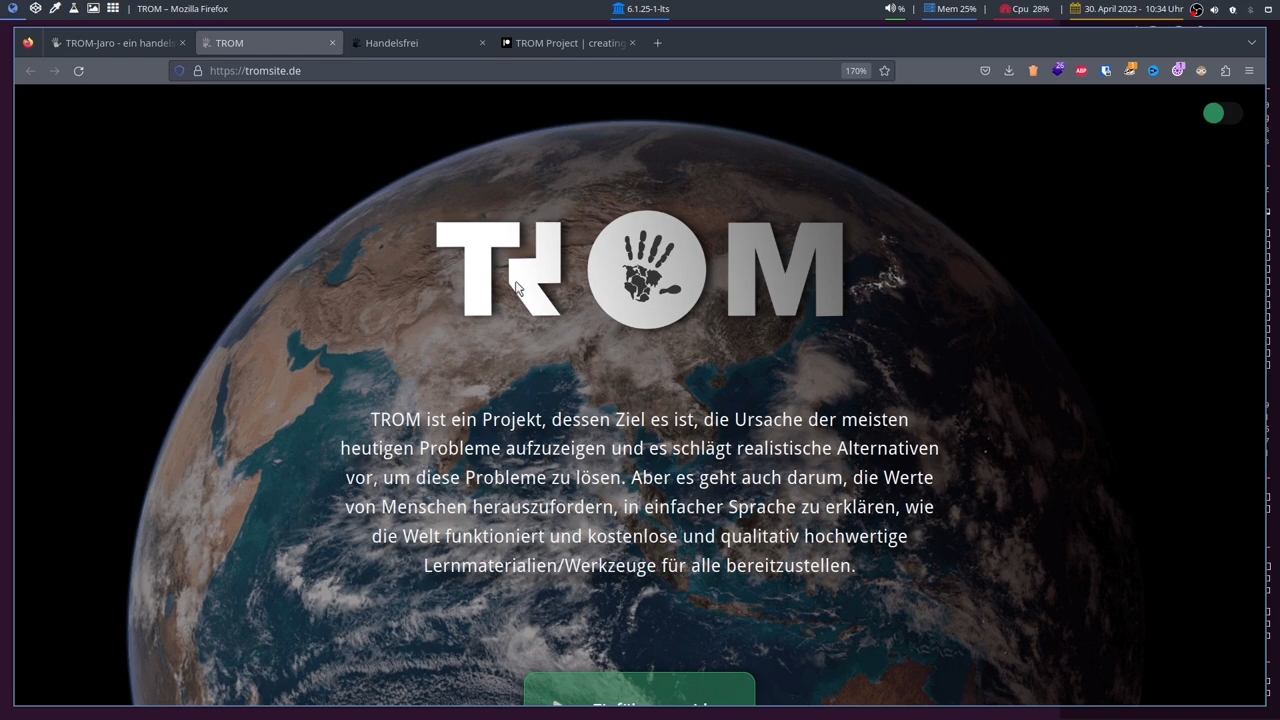 TROM – Mozilla Firefox
6.1.25-1-lts
%
Mem 25%
Cpu 28%
30. April 2023 - 10:34 Uhr
TROM-Jaro - ein handels
TROM
Handelsfrei
TROM Project | creating
https://tromsite.de
170%
26
ABP
1
TROM
TROM ist ein Projekt, dessen Ziel es ist, die Ursache der meisten
heutigen Probleme aufzuzeigen und es schlägt realistische Alternativen
vor, um diese Probleme zu lösen. Aber es geht auch darum, die Werte
von Menschen herauszufordern, in einfacher Sprache zu erklären, wie
die Welt funktioniert und kostenlose und qualitativ hochwertige
Lernmaterialien/Werkzeuge für alle bereitzustellen.